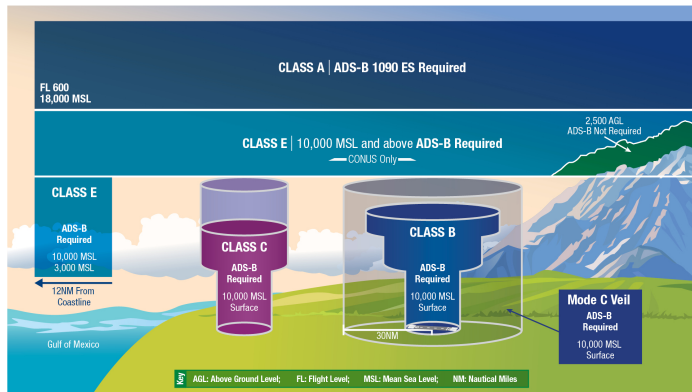 CLASS A | ADS-B 1090 ES Required
FL 600
18,000 MSL
2,500 AGL
ADS-B Not Required
CLASS E | 10,000 MSL and above ADS-B Required
CONUS Only
CLASS E
ADS-B
Required
10,000 MSL
3,000 MSL
12NM From
Coastline
Gulf of Mexico
CLASS C
ADS-B
Required
10,000 MSL
Surface
CLASS B
ADS-B
Required
10,000 MSL
Surface
30NM
Mode C Veil
ADS-B
Required
10,000 MSL
Surface
Key AGL: Above Ground Level; FL: Flight Level; MSL: Mean Sea Level; NM: Nautical Miles